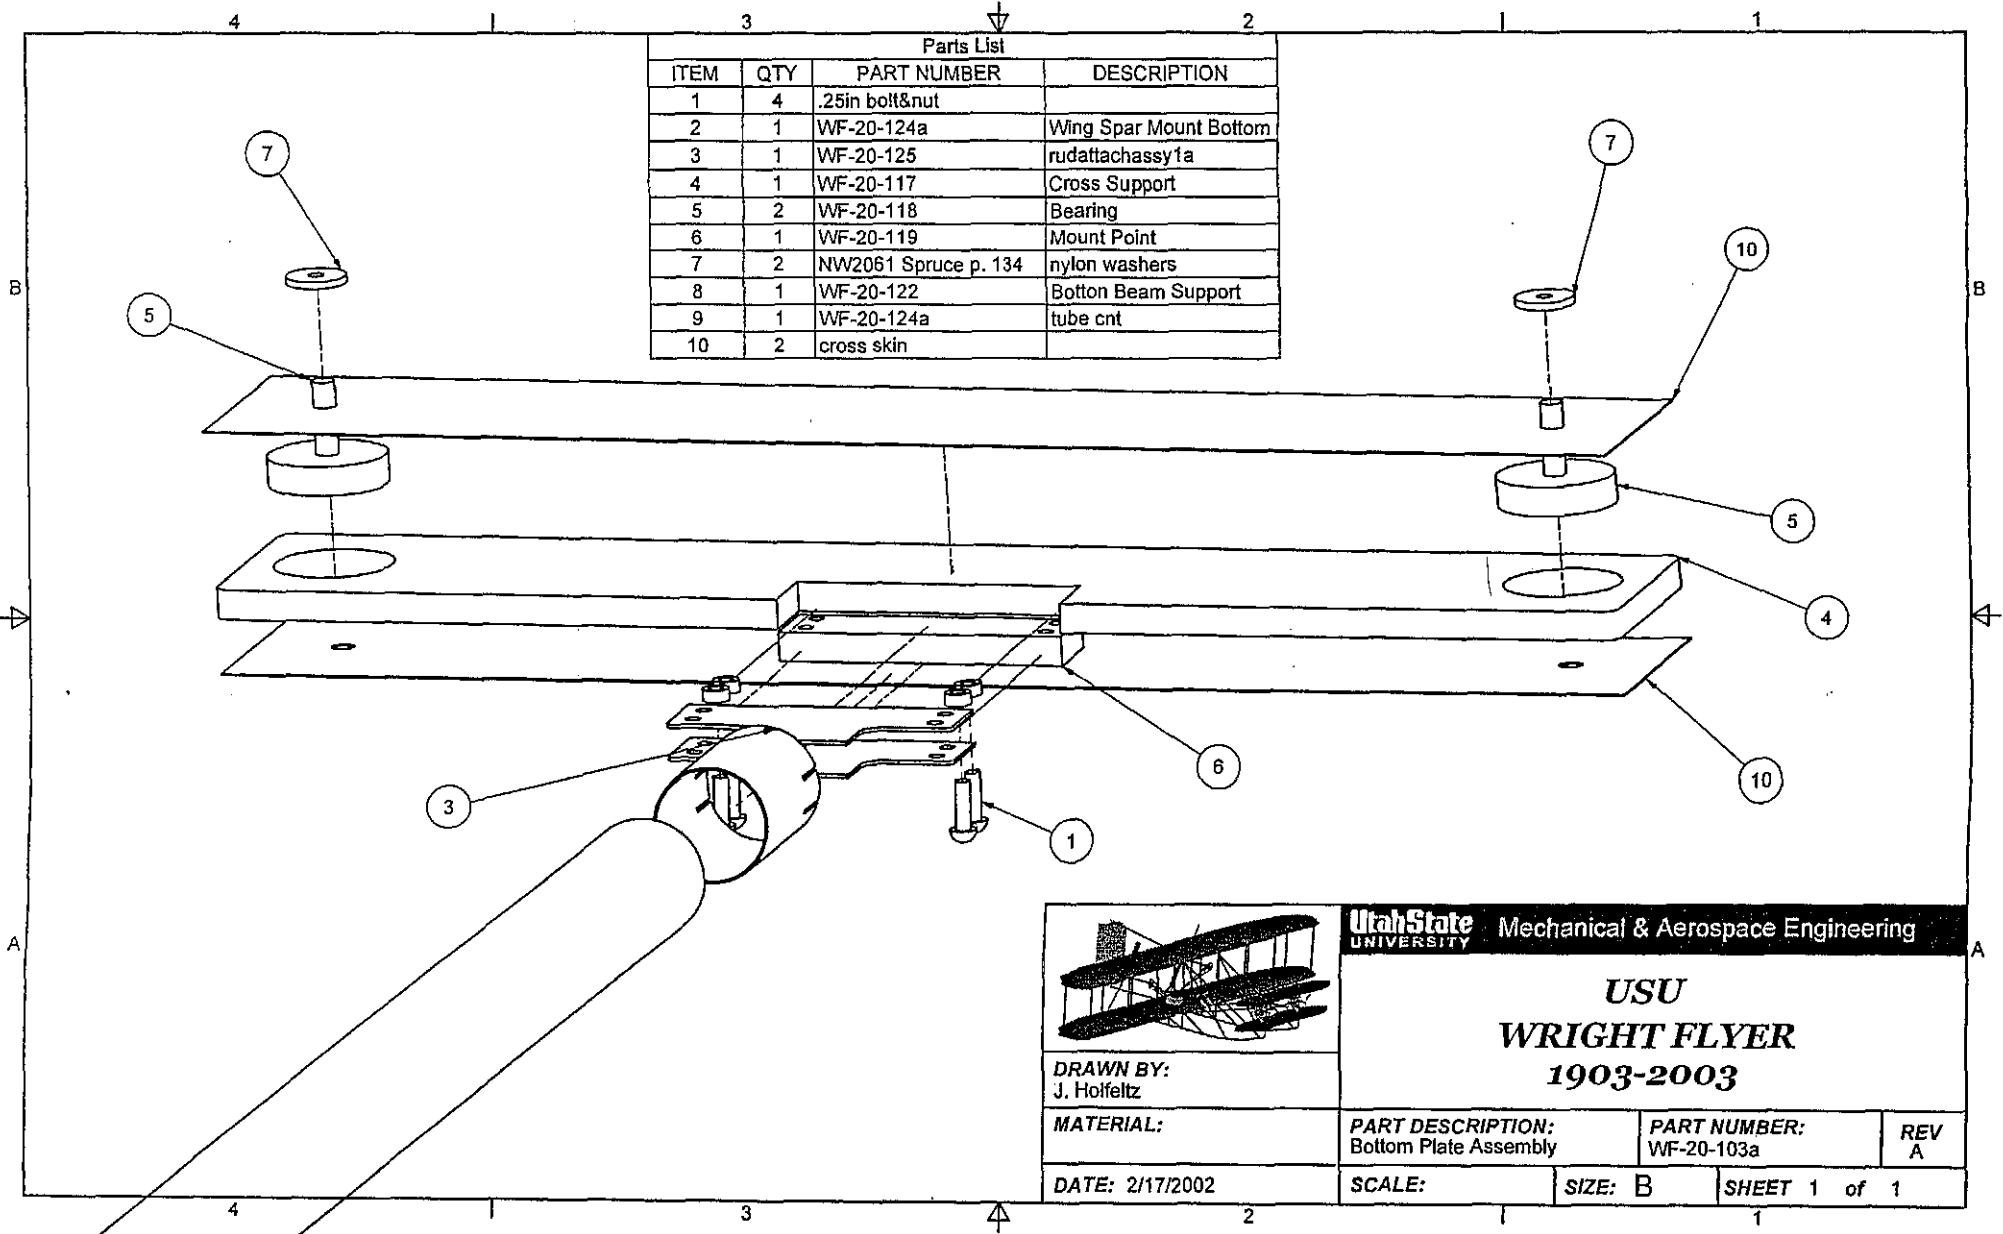 4 3 2 1
Parts List
ITEM QTY PART NUMBER DESCRIPTION
1 4 .25in bolt&nut
2 1 WF-20-124a Wing Spar Mount Bottom
3 1 WF-20-125 rudattachassy1a
4 1 WF-20-117 Cross Support
5 2 WF-20-118 Bearing
6 1 WF-20-119 Mount Point
7 2 NW2061 Spruce p. 134 nylon washers
8 1 WF-20-122 Botton Beam Support
9 1 WF-20-124a tube cnt
10 2 cross skin
7
7
10
B
B
5
5
4
6
10
3
1
A
A
UtahState
UNIVERSITY
Mechanical & Aerospace Engineering
USU
WRIGHT FLYER
1903-2003
DRAWN BY:
J. Holfeltz
MATERIAL:
PART DESCRIPTION:
Bottom Plate Assembly
PART NUMBER:
WF-20-103a
REV
A
DATE: 2/17/2002
SCALE:
SIZE: B
SHEET 1 of 1
4 3 2 1